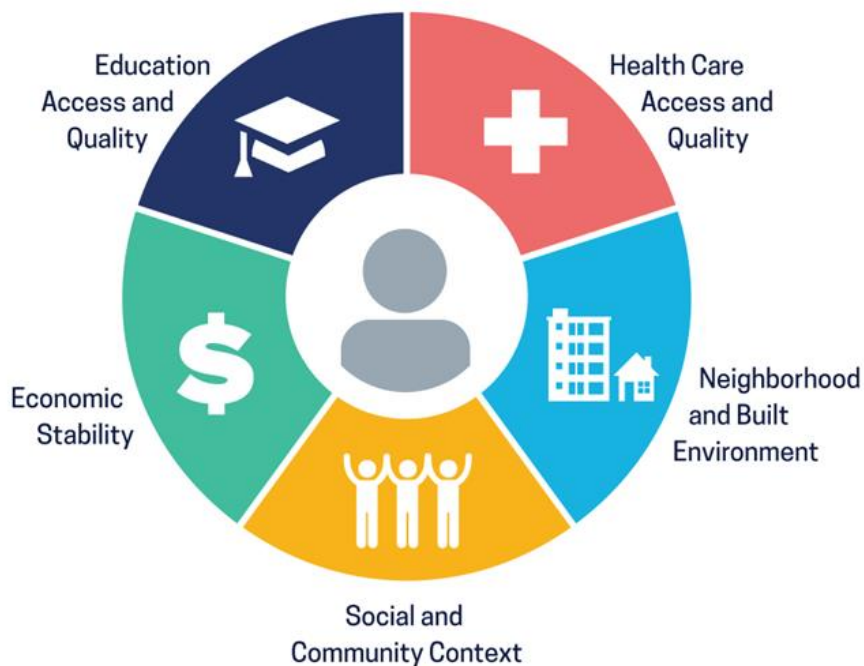 Education
Access and
Quality
Health Care
Access and
Quality
Economic
Stability
Neighborhood
and Built
Environment
Social and
Community Context